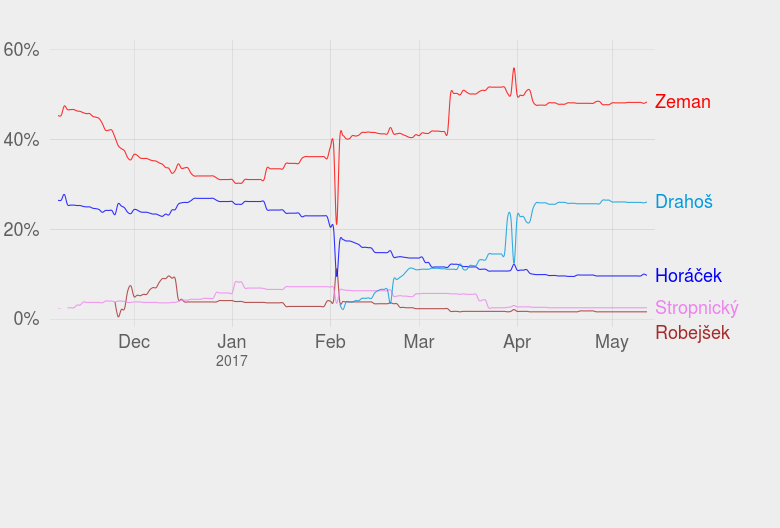 60%
Zeman
40%
Drahoš
20%
Horáček
Stropnický
0%
Robejšek
Dec Jan Feb Mar Apr May
2017